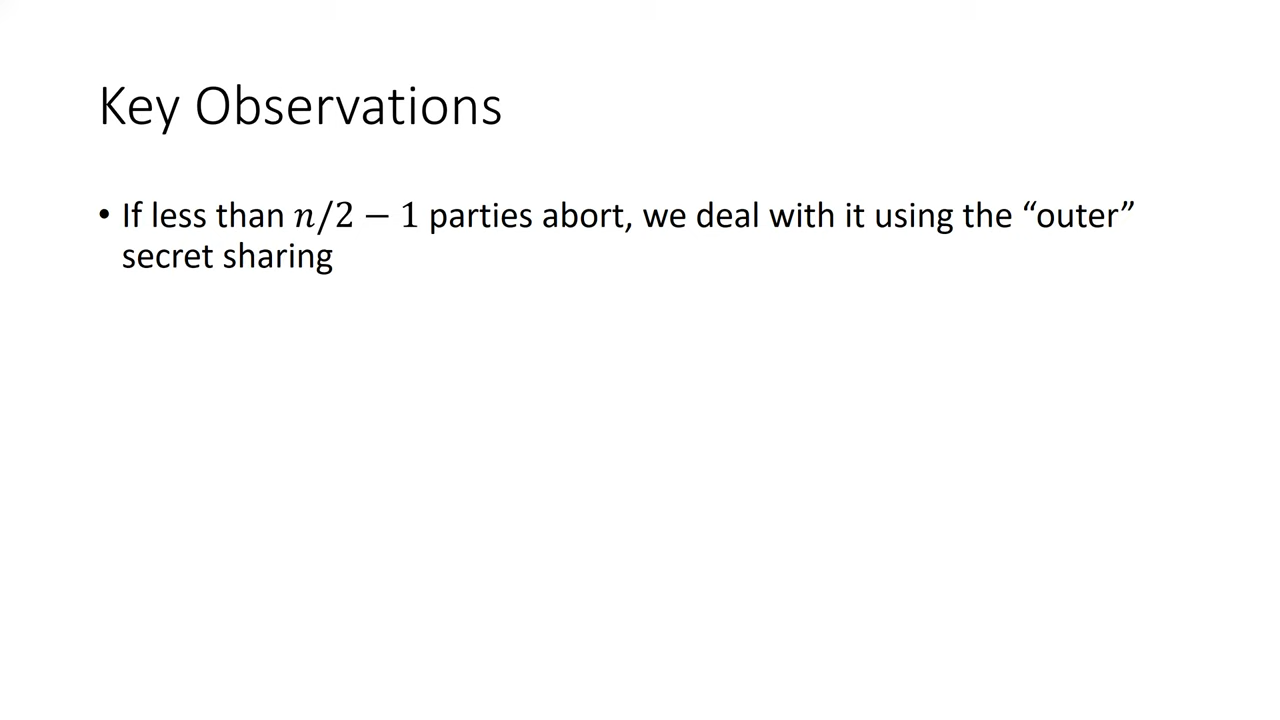 Key Observations
• If less than n/2 − 1 parties abort, we deal with it using the “outer”
secret sharing